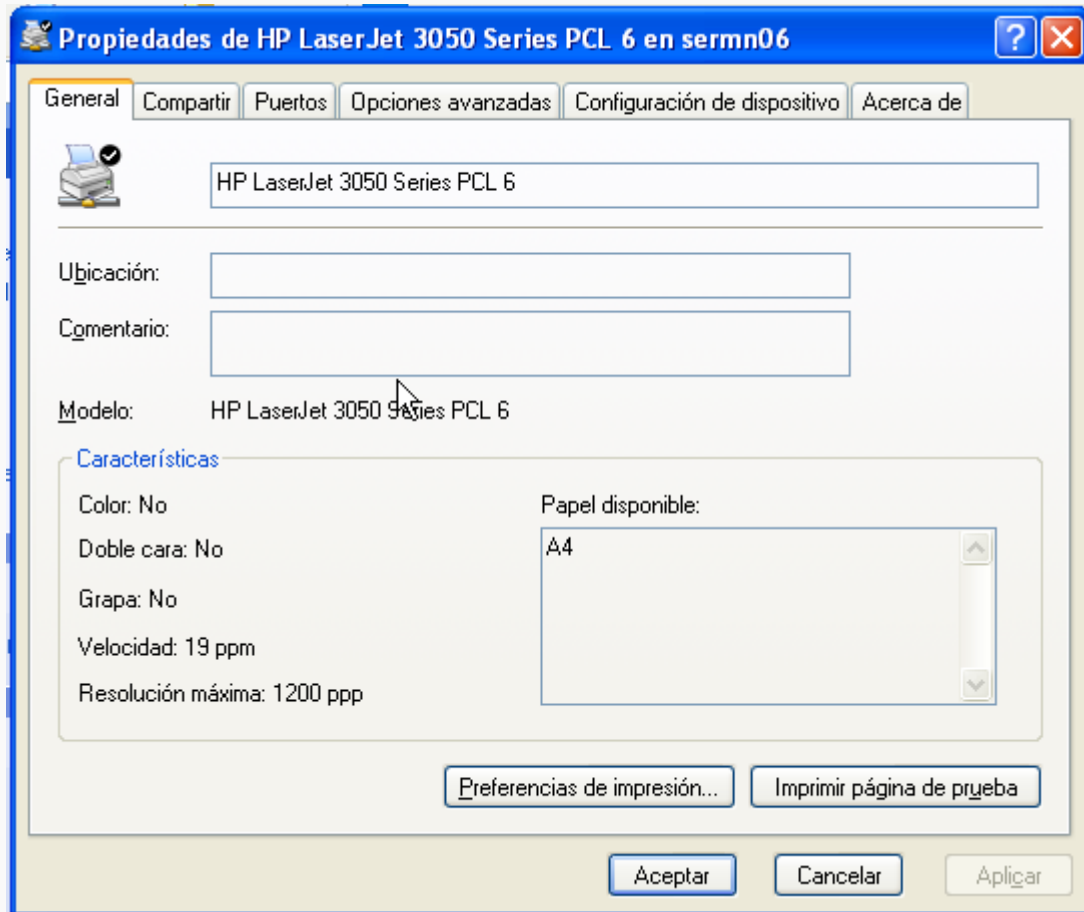 Propiedades de HP LaserJet 3050 Series PCL 6 en sermn06
General Compartir Puertos Opciones avanzadas Configuración de dispositivo Acerca de
HP LaserJet 3050 Series PCL 6
Ubicación:
Comentario:
Modelo: HP LaserJet 3050 Series PCL 6
Características
Color: No
Papel disponible:
Doble cara: No
A4
Grapa: No
Velocidad: 19 ppm
Resolución máxima: 1200 ppp
Preferencias de impresión... Imprimir página de prueba
Aceptar Cancelar Aplicar